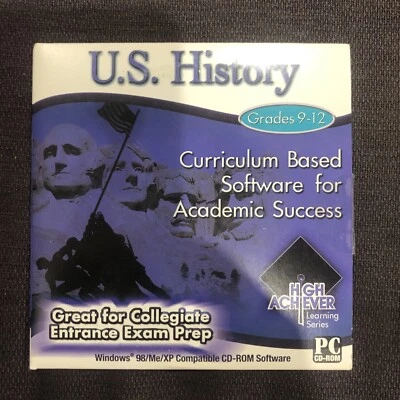 U.S. History
Grades 9-12
Curriculum Based
Software for
Academic Success
HIGH
ACHIEVER
Learning
Series
Great for Collegiate
Entrance Exam Prep
PC
CD-ROM
Windows® 98/Me/XP Compatible CD-ROM Software